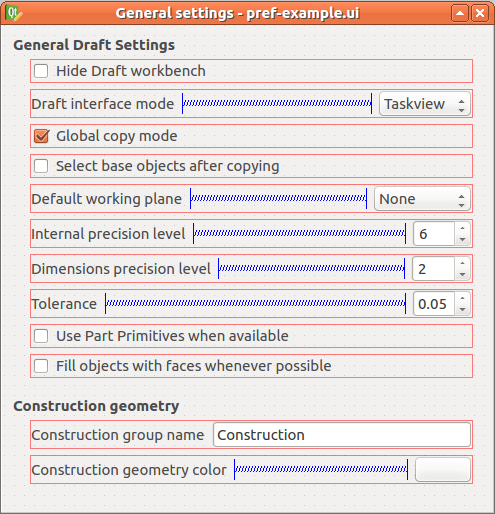 General settings - pref-example.ui
General Draft Settings
Hide Draft workbench
Draft interface mode Taskview
Global copy mode
Select base objects after copying
Default working plane None
Internal precision level 6
Dimensions precision level 2
Tolerance 0.05
Use Part Primitives when available
Fill objects with faces whenever possible
Construction geometry
Construction group name Construction
Construction geometry color